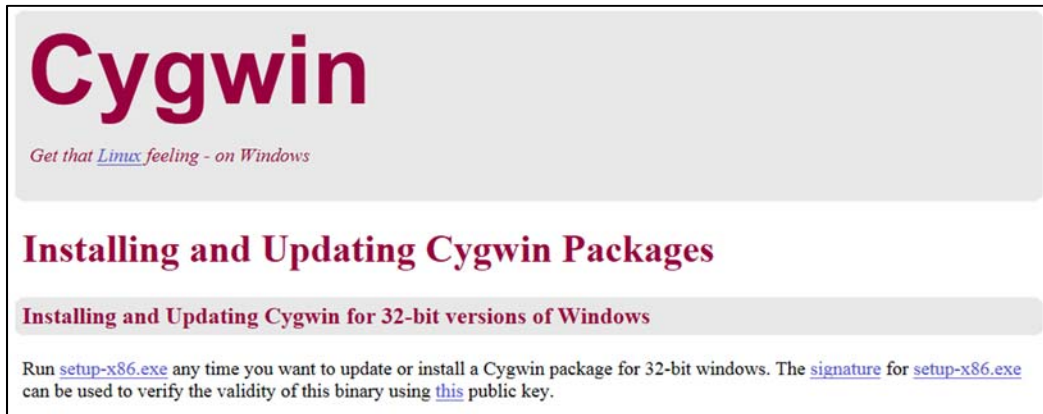 Cygwin
Get that Linux feeling - on Windows
Installing and Updating Cygwin Packages
Installing and Updating Cygwin for 32-bit versions of Windows
Run setup-x86.exe any time you want to update or install a Cygwin package for 32-bit windows. The signature for setup-x86.exe
can be used to verify the validity of this binary using this public key.